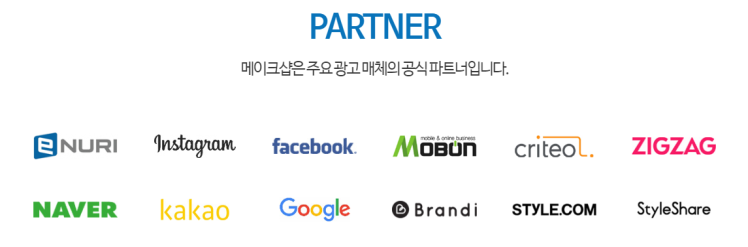 PARTNER
메이크샵은 주요 광고 매체의 공식 파트너입니다.
eNURI Instagram facebook. mobile & online business MOBON criteo ZIGZAG
NAVER kakao Google Brandi STYLE.COM StyleShare